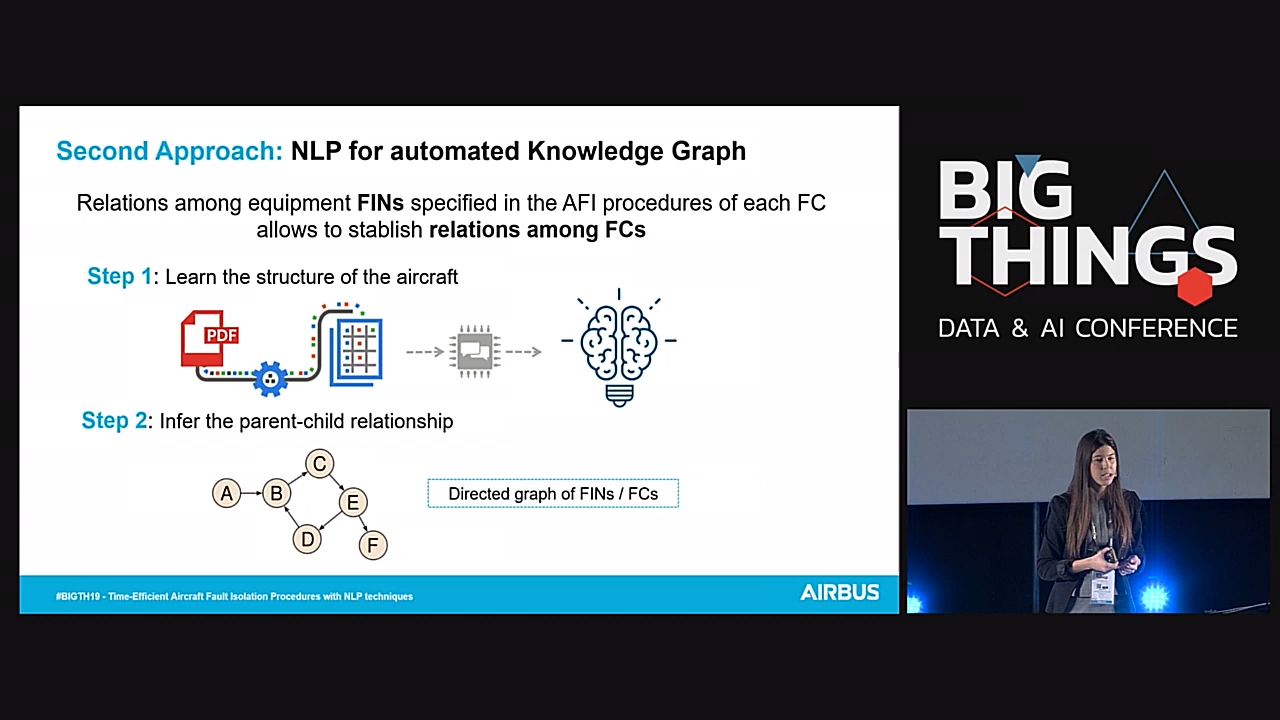 Second Approach: NLP for automated Knowledge Graph
Relations among equipment FINs specified in the AFI procedures of each FC
allows to stablish relations among FCs
Step 1: Learn the structure of the aircraft
PDF
Step 2: Infer the parent-child relationship
A
B
C
D
E
F
Directed graph of FINs / FCs
#BIGTH19 - Time-Efficient Aircraft Fault Isolation Procedures with NLP techniques
AIRBUS
BIG
THINGS
DATA & AI CONFERENCE